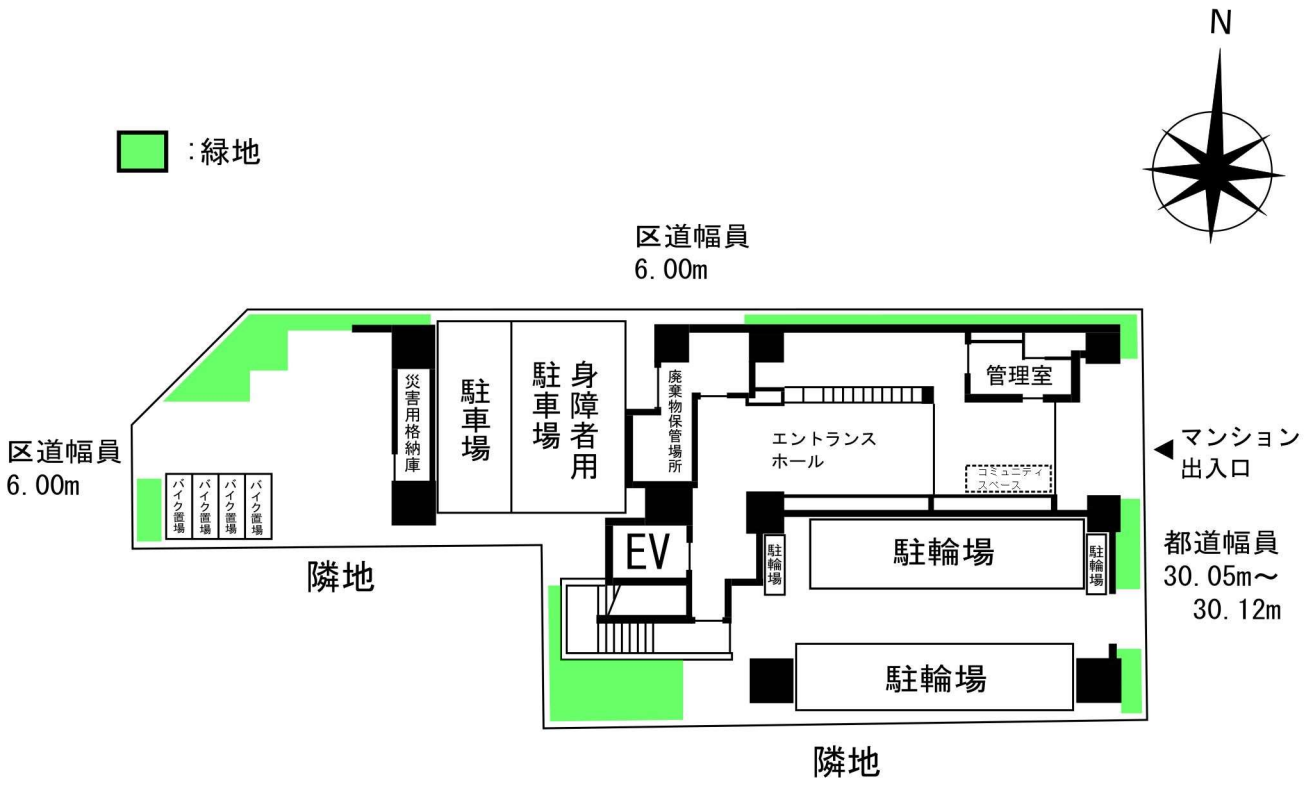 N
:緑地
区道幅員
6.00m
災害用格納庫
駐車場
身障者用
駐車場
廃棄物保管場所
管理室
エントランス
ホール
コミュニティ
スペース
マンション
出入口
区道幅員
6.00m
バイク置場
バイク置場
バイク置場
バイク置場
隣地
EV
駐輪場
駐輪場
駐輪場
都道幅員
30.05m～
30.12m
駐輪場
隣地